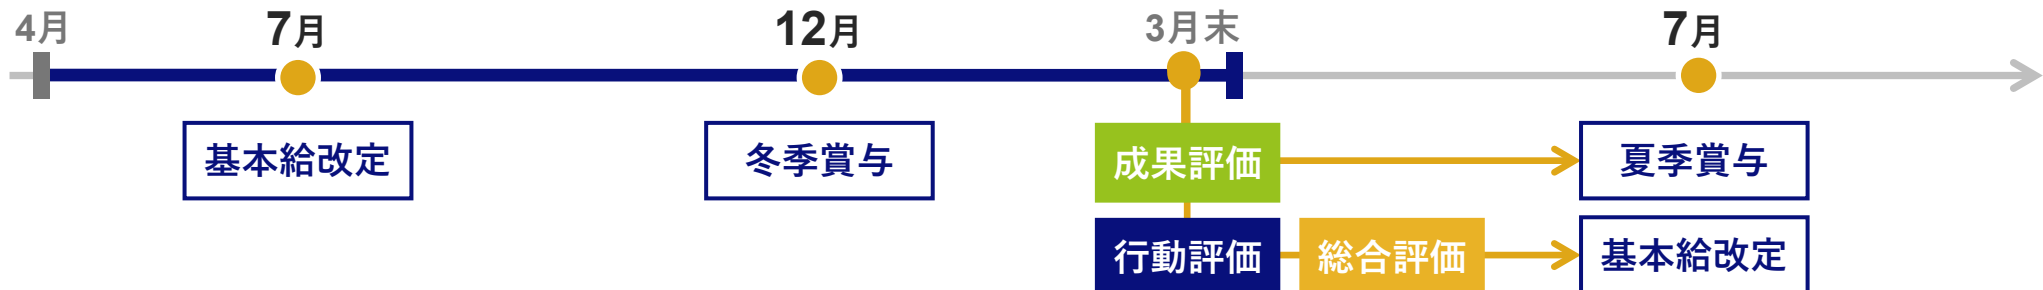 4月 7月 12月 3月末 7月
基本給改定 冬季賞与 成果評価 夏季賞与
行動評価 総合評価 基本給改定